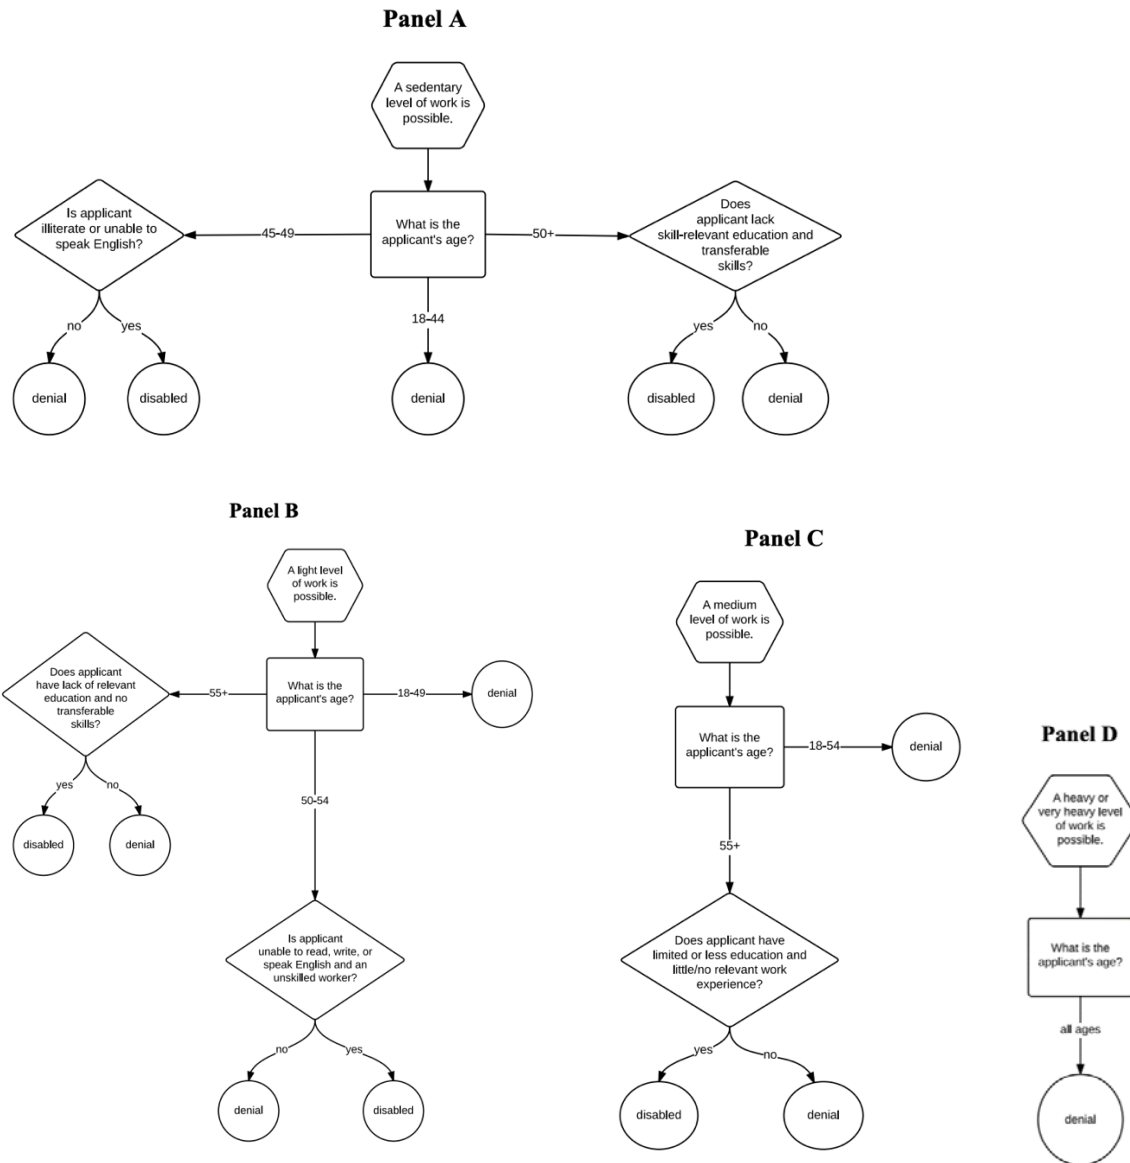 Panel A
A sedentary
level of work is
possible.
Is applicant
illiterate or unable to
speak English?
45-49
What is the
applicant's age?
50+
Does
applicant lack
skill-relevant education and
transferable
skills?
no
yes
18-44
yes
no
denial
disabled
denial
disabled
denial
Panel B
A light level
of work is
possible.
Does applicant
have lack of relevant
education and no
transferable
skills?
55+
What is the
applicant's age?
18-49
denial
yes
no
50-54
disabled
denial
Is applicant
unable to read, write, or
speak English and an
unskilled worker?
no
yes
denial
disabled
Panel C
A medium
level of work is
possible.
What is the
applicant's age?
18-54
denial
55+
Does applicant have
limited or less education and
little/no relevant work
experience?
yes
no
disabled
denial
Panel D
A heavy or
very heavy level
of work is
possible.
What is the
applicant's age?
all ages
denial